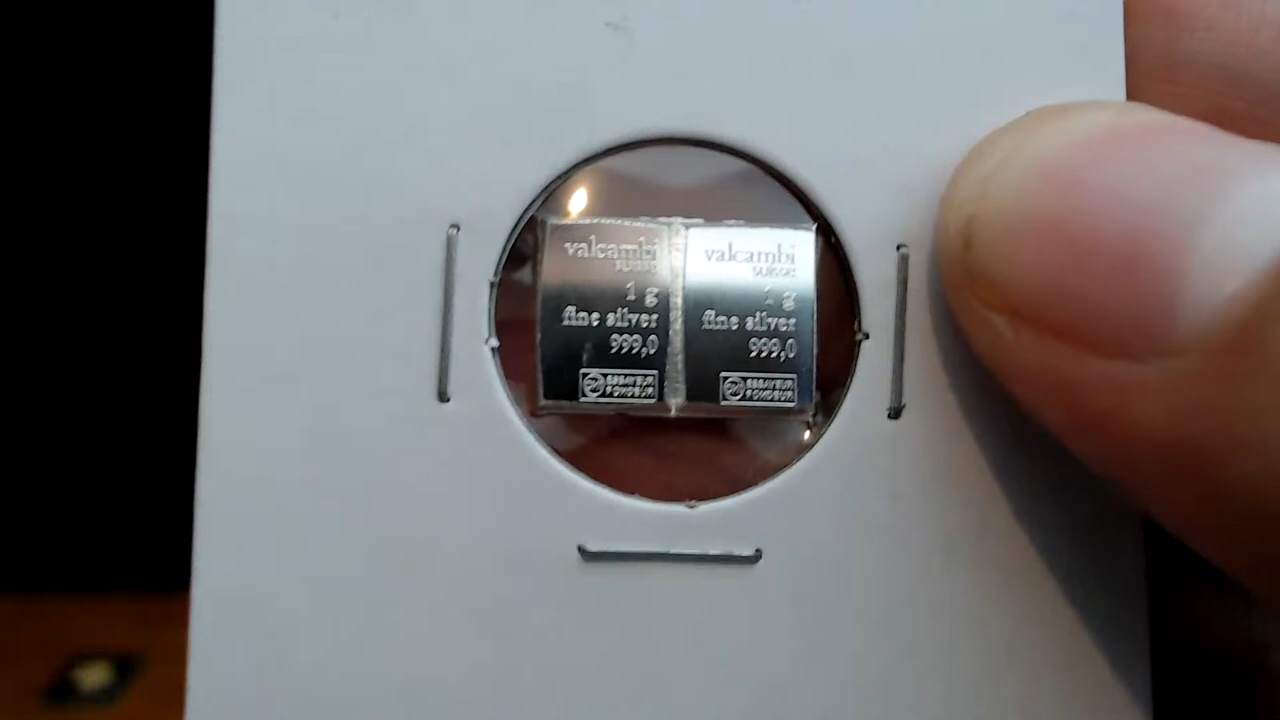 valcambi
suisse
1 g
fine silver
999,0
ESSAYEUR
FONDEUR
valcambi
suisse
1 g
fine silver
999,0
ESSAYEUR
FONDEUR